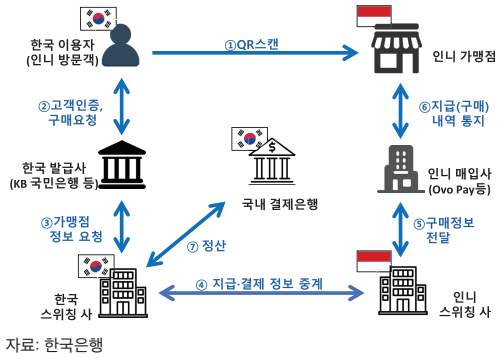 한국 이용자
(인니 방문객)
①QR스캔
인니 가맹점
②고객인증,
구매요청
⑥지급(구매)
내역 통지
한국 발급사
(KB 국민은행 등)
국내 결제은행
인니 매입사
(Ovo Pay등)
③가맹점
정보 요청
⑦ 정산
⑤구매정보
전달
④ 지급·결제 정보 중계
한국
스위칭 사
인니
스위칭 사
자료: 한국은행